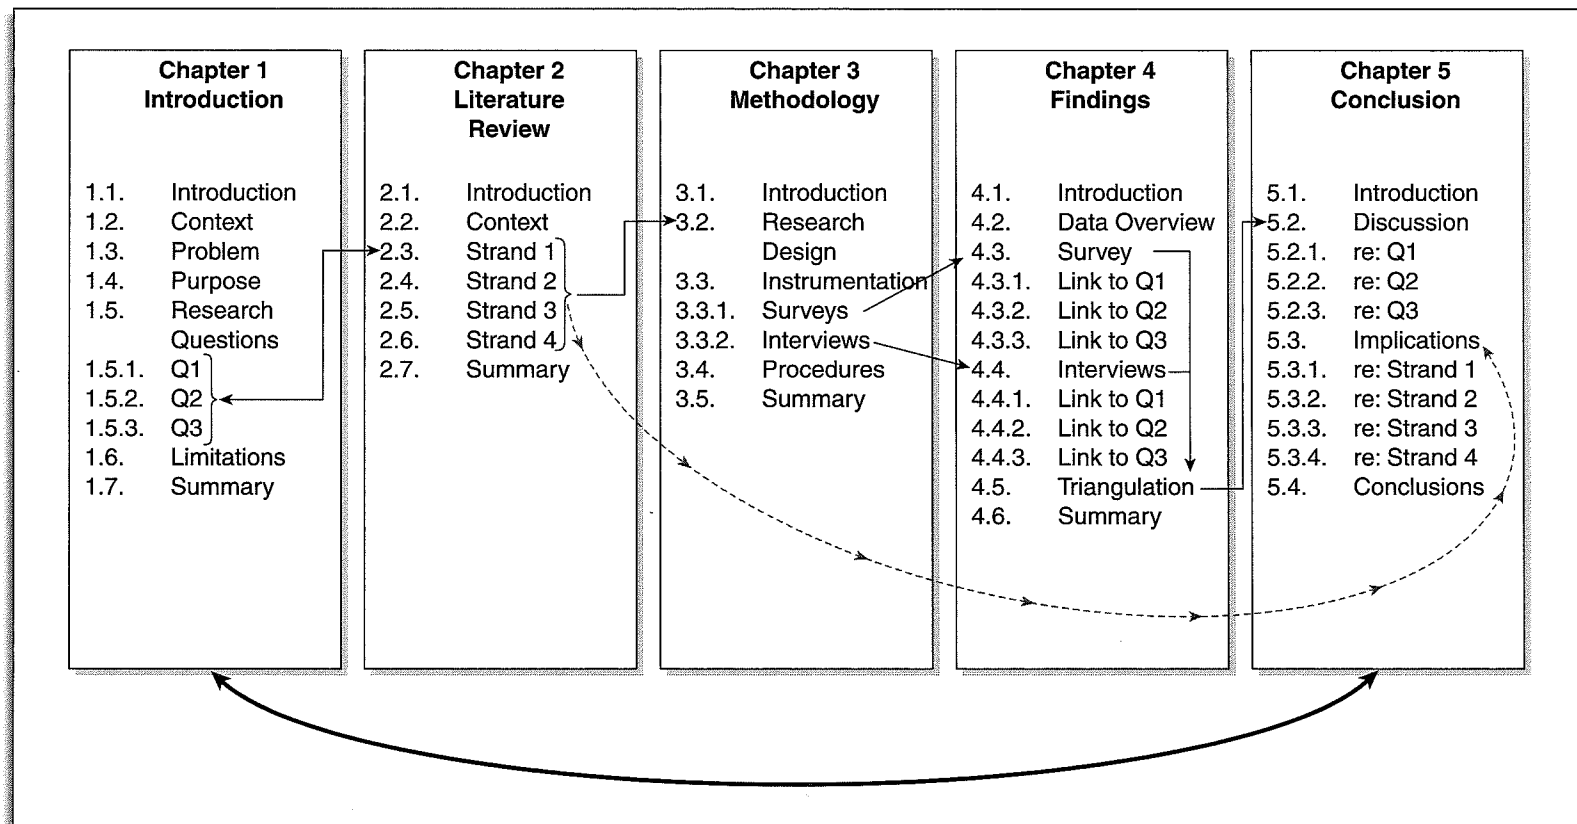 Chapter 1
Introduction
1.1. Introduction
1.2. Context
1.3. Problem
1.4. Purpose
1.5. Research
Questions
1.5.1. Q1
1.5.2. Q2
1.5.3. Q3
1.6. Limitations
1.7. Summary
Chapter 2
Literature
Review
2.1. Introduction
2.2. Context
2.3. Strand 1
2.4. Strand 2
2.5. Strand 3
2.6. Strand 4
2.7. Summary
Chapter 3
Methodology
3.1. Introduction
3.2. Research
Design
3.3. Instrumentation
3.3.1. Surveys
3.3.2. Interviews
3.4. Procedures
3.5. Summary
Chapter 4
Findings
4.1. Introduction
4.2. Data Overview
4.3. Survey
4.3.1. Link to Q1
4.3.2. Link to Q2
4.3.3. Link to Q3
4.4. Interviews
4.4.1. Link to Q1
4.4.2. Link to Q2
4.4.3. Link to Q3
4.5. Triangulation
4.6. Summary
Chapter 5
Conclusion
5.1. Introduction
5.2. Discussion
5.2.1. re: Q1
5.2.2. re: Q2
5.2.3. re: Q3
5.3. Implications
5.3.1. re: Strand 1
5.3.2. re: Strand 2
5.3.3. re: Strand 3
5.3.4. re: Strand 4
5.4. Conclusions